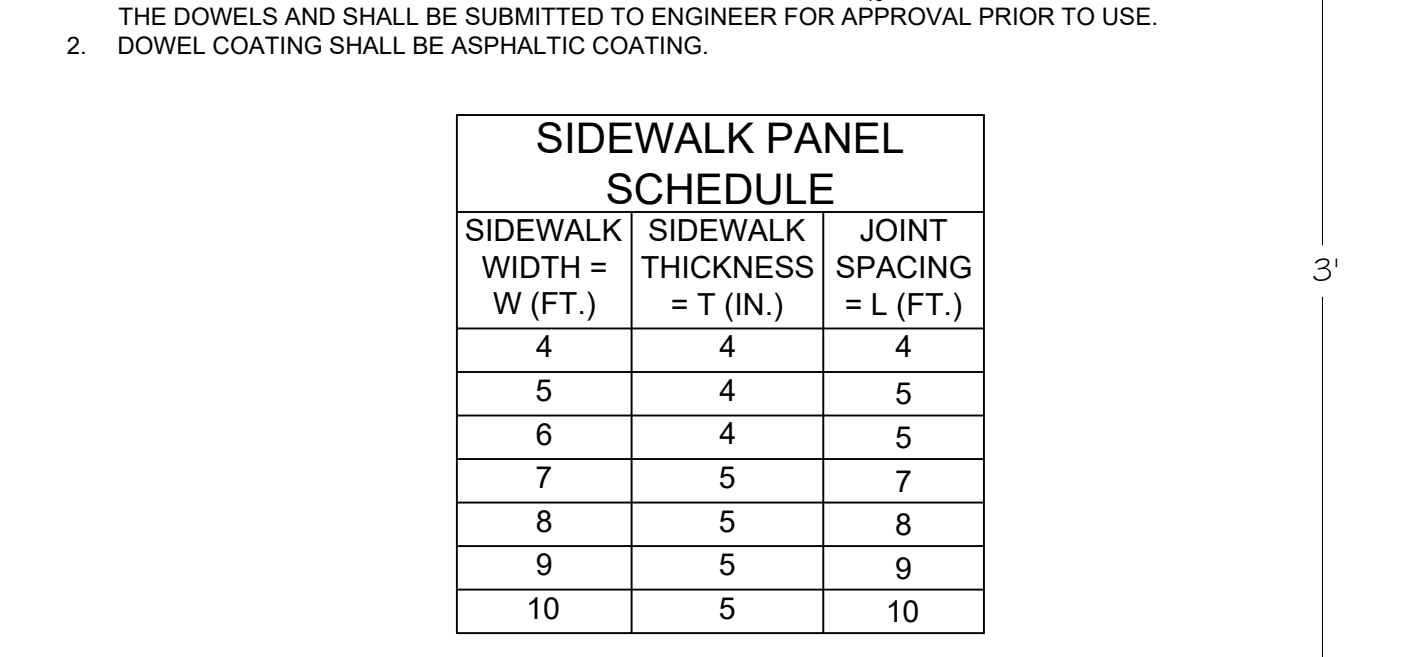 THE DOWELS AND SHALL BE SUBMITTED TO ENGINEER FOR APPROVAL PRIOR TO USE.
2. DOWEL COATING SHALL BE ASPHALTIC COATING.
SIDEWALK PANEL
SCHEDULE
SIDEWALK WIDTH = W (FT.) SIDEWALK THICKNESS = T (IN.) JOINT SPACING = L (FT.)
4 4 4
5 4 5
6 4 5
7 5 7
8 5 8
9 5 9
10 5 10
3'